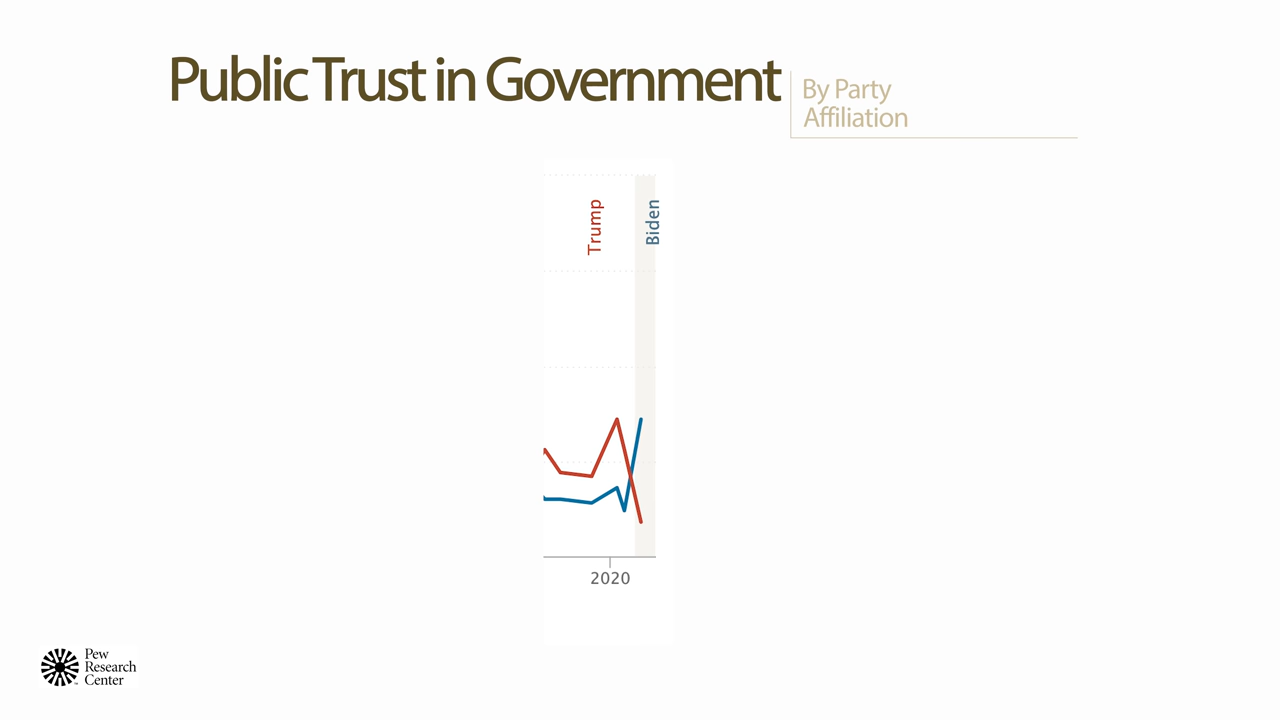 Public Trust in Government
By Party
Affiliation
Trump
Biden
2020
Pew
Research
Center